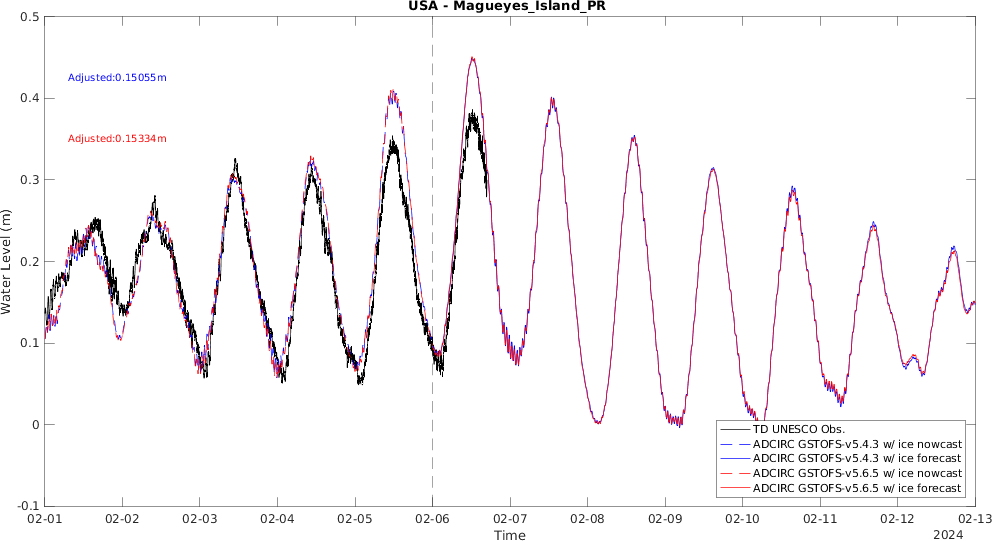 USA - Magueyes_Island_PR
0.5
0.4
0.3
0.2
0.1
0
-0.1
Water Level (m)
Adjusted:0.15055m
Adjusted:0.15334m
TD UNESCO Obs.
ADCIRC GSTOFS-v5.4.3 w/ ice nowcast
ADCIRC GSTOFS-v5.4.3 w/ ice forecast
ADCIRC GSTOFS-v5.6.5 w/ ice nowcast
ADCIRC GSTOFS-v5.6.5 w/ ice forecast
02-01 02-02 02-03 02-04 02-05 02-06 02-07 02-08 02-09 02-10 02-11 02-12 02-13
Time
2024